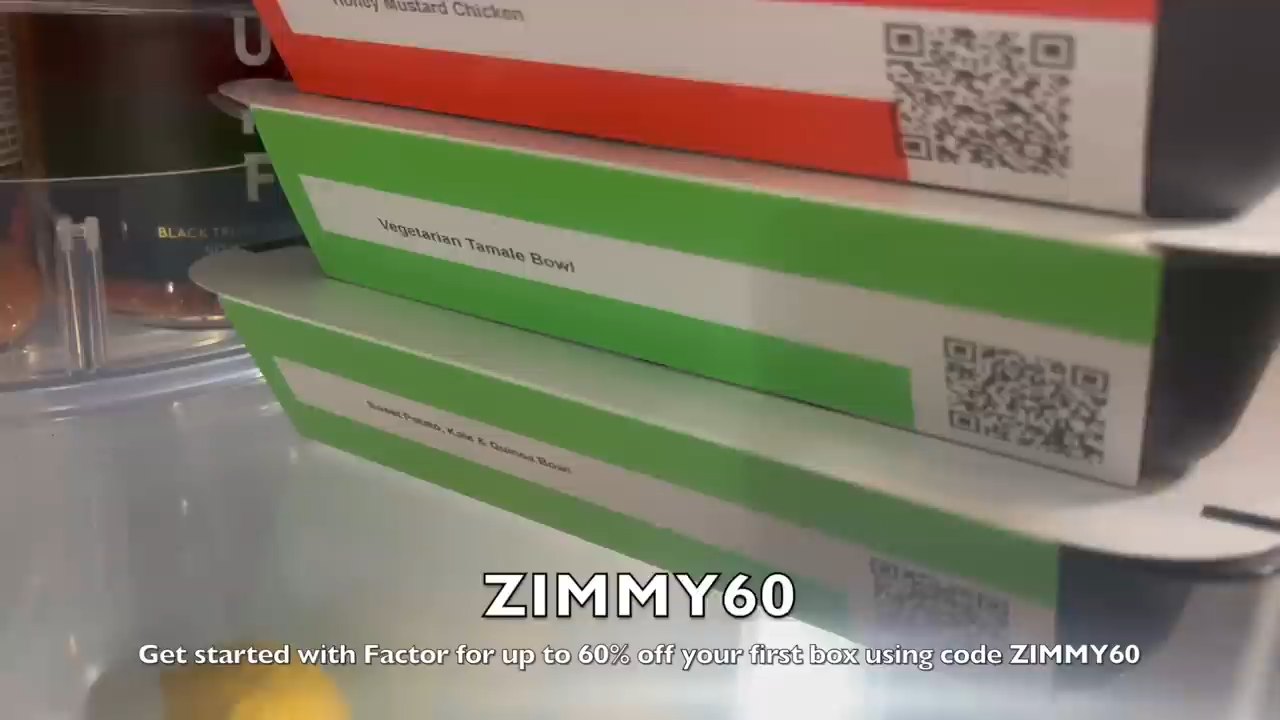 Honey Mustard Chicken
U
F
BLACK
Vegetarian Tamale Bowl
Sweet Potato, Kale & Quinoa Bowl
ZIMMY60
Get started with Factor for up to 60% off your first box using code ZIMMY60